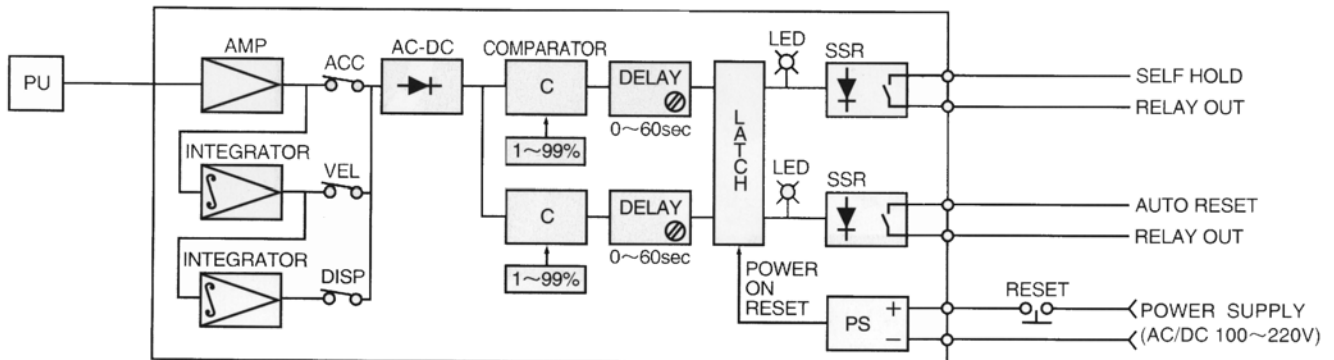 PU
AMP
ACC
AC-DC
COMPARATOR
C
1~99%
DELAY
0~60sec
LATCH
LED
SSR
SELF HOLD
RELAY OUT
INTEGRATOR
∫
VEL
C
1~99%
DELAY
0~60sec
LED
SSR
AUTO RESET
RELAY OUT
INTEGRATOR
∫
DISP
POWER
ON
RESET
PS
+
−
RESET
POWER SUPPLY
(AC/DC 100~220V)